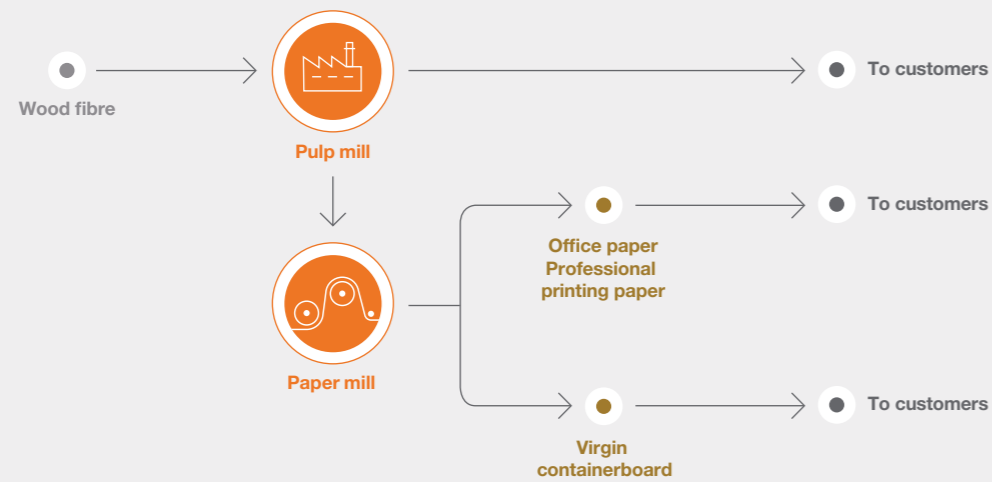 To customers
Wood fibre
Pulp mill
To customers
Office paper
Professional
printing paper
Paper mill
To customers
Virgin
containerboard